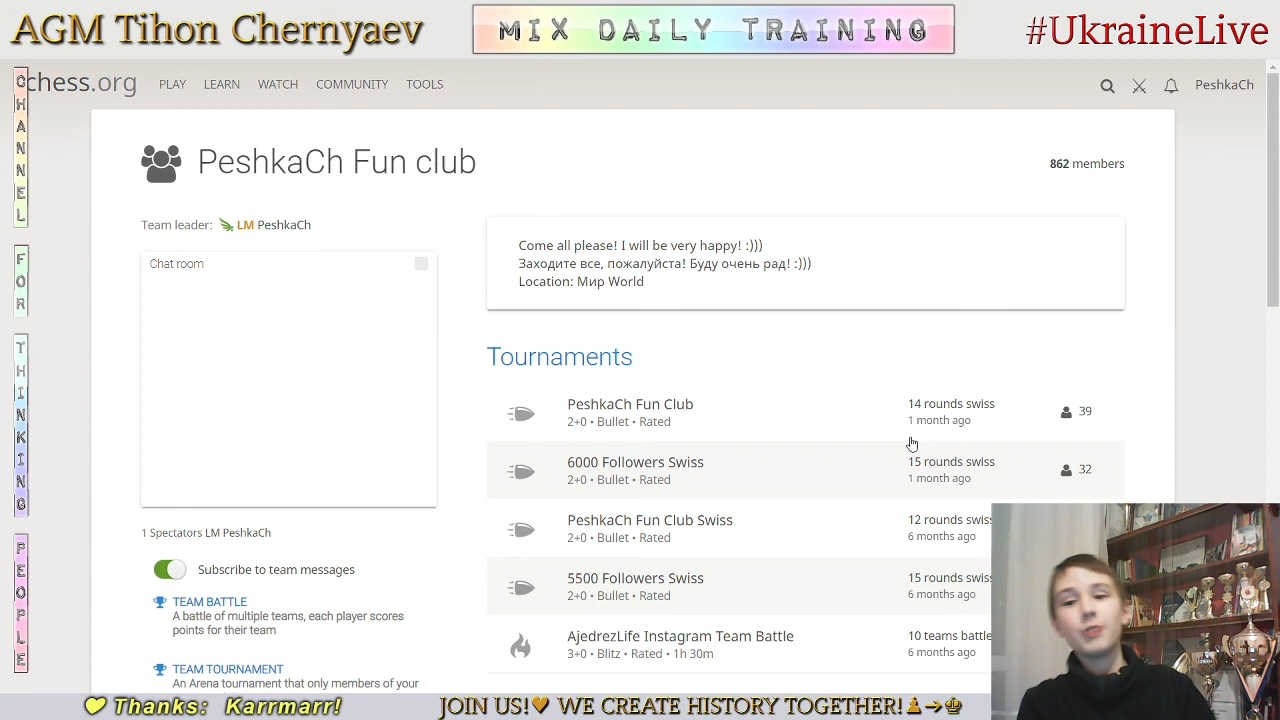 AGM Tihon Chernyaev
MIX DAILY TRAINING
#UkraineLive
CHANNEL
FOR
THINKING
PEOPLE
chess.org
PLAY LEARN WATCH COMMUNITY TOOLS
PeshkaCh
PeshkaCh Fun club
862 members
Team leader: LM PeshkaCh
Chat room
Come all please! I will be very happy! :)))
Заходите все, пожалуйста! Буду очень рад! :)))
Location: Мир World
Tournaments
PeshkaCh Fun Club
2+0 • Bullet • Rated
14 rounds swiss
1 month ago
39
6000 Followers Swiss
2+0 • Bullet • Rated
15 rounds swiss
1 month ago
32
PeshkaCh Fun Club Swiss
2+0 • Bullet • Rated
12 rounds swiss
6 months ago
5500 Followers Swiss
2+0 • Bullet • Rated
15 rounds swiss
6 months ago
AjedrezLife Instagram Team Battle
3+0 • Blitz • Rated • 1h 30m
10 teams battle
6 months ago
1 Spectators LM PeshkaCh
Subscribe to team messages
TEAM BATTLE
A battle of multiple teams, each player scores
points for their team
TEAM TOURNAMENT
An Arena tournament that only members of your
Thanks: Karrmarr!
JOIN US!🧡 WE CREATE HISTORY TOGETHER!♟→♚